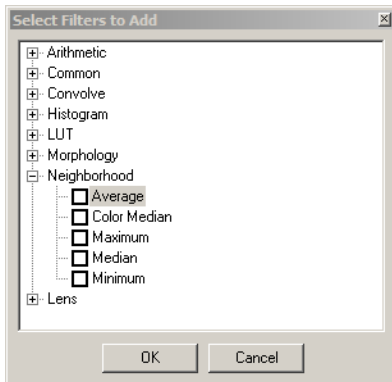 Select Filters to Add
Arithmetic
Common
Convolve
Histogram
LUT
Morphology
Neighborhood
Average
Color Median
Maximum
Median
Minimum
Lens
OK Cancel